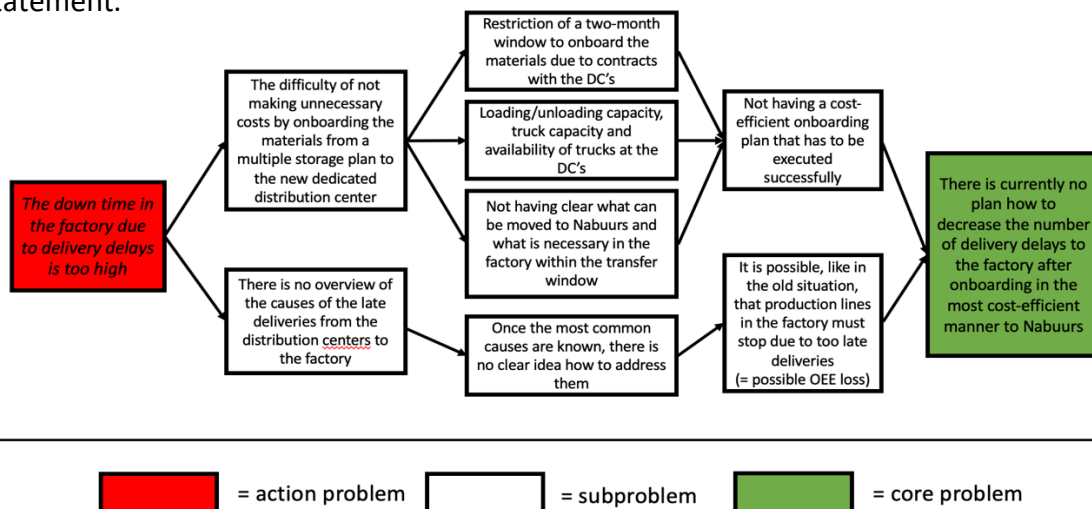 tatement.
Restriction of a two-month
window to onboard the
materials due to contracts
with the DC's
The difficulty of not
making unnecessary
costs by onboarding the
materials from a
multiple storage plan to
the new dedicated
distribution center
Loading/unloading capacity,
truck capacity and
availability of trucks at the
DC's
Not having a cost-
efficient onboarding
plan that has to be
executed
successfully
The down time in
the factory due
to delivery delays
is too high
Not having clear what can
be moved to Nabuurs and
what is necessary in the
factory within the transfer
window
There is currently no
plan how to
decrease the number
of delivery delays to
the factory after
onboarding in the
most cost-efficient
manner to Nabuurs
There is no overview of
the causes of the late
deliveries from the
distribution centers to
the factory
Once the most common
causes are known, there is
no clear idea how to address
them
It is possible, like in
the old situation,
that production lines
in the factory must
stop due to too late
deliveries
(= possible OEE loss)
= action problem
= subproblem
= core problem